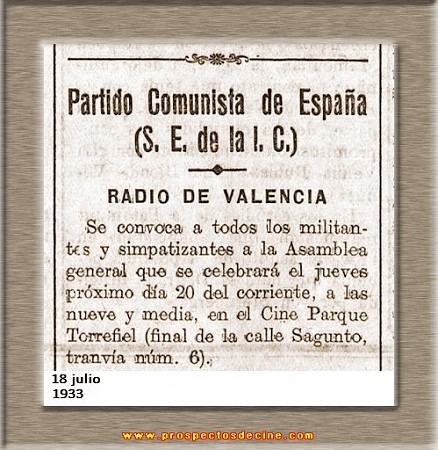 Partido Comunista de España
(S. E. de la I. C.)
RADIO DE VALENCIA
Se convoca a todos los militan-
tes y simpatizantes a la Asamblea
general que se celebrará el jueves
próximo día 20 del corriente, a las
nueve y media, en el Cine Parque
Torrefiel (final de la calle Sagunto,
tranvía núm. 6).
18 julio
1933
www.prospectosdecine.com